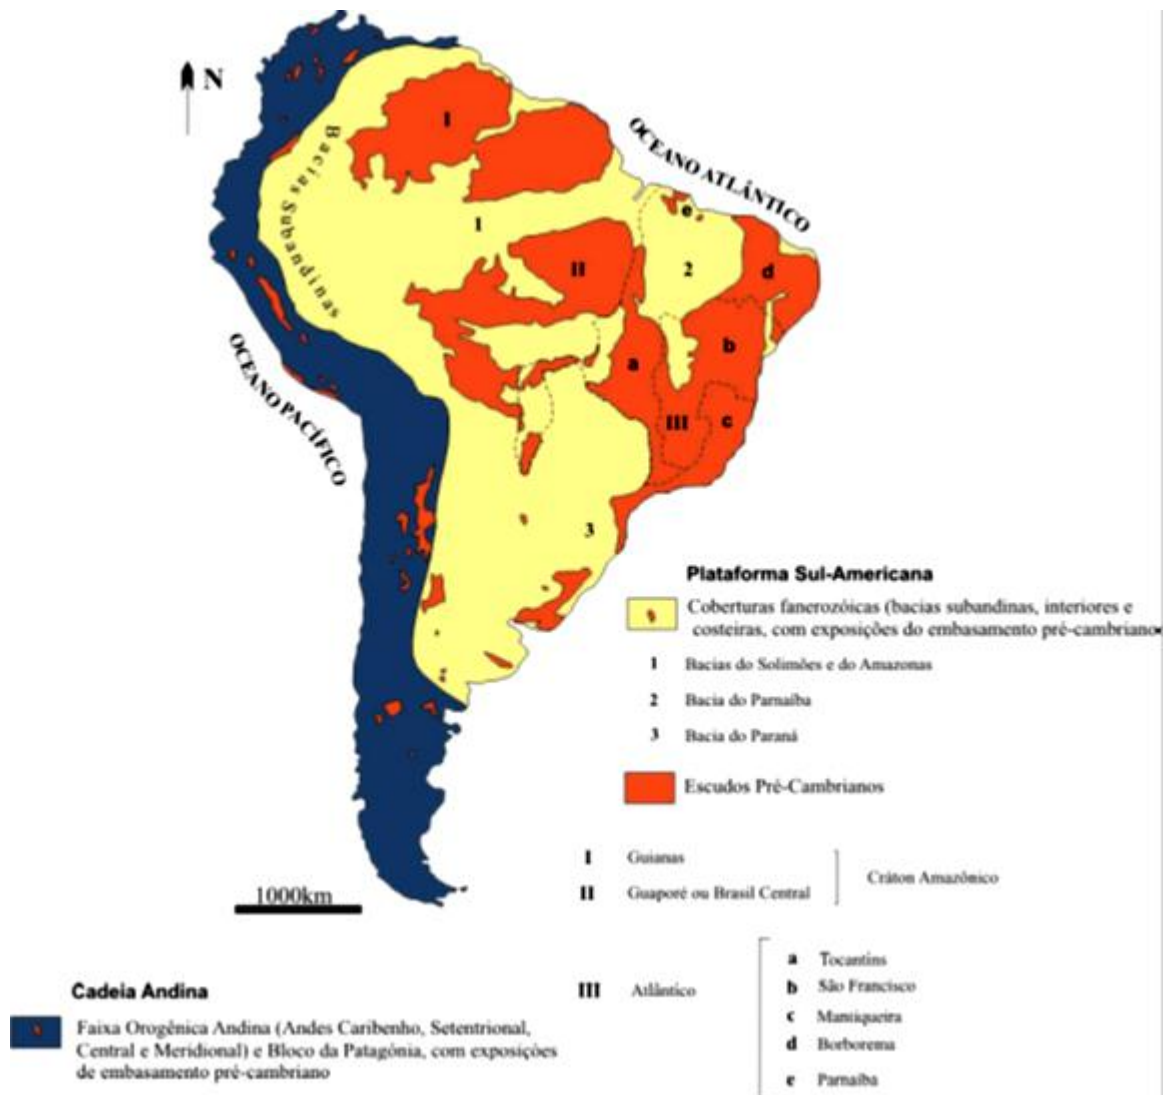 N
OCEANO ATLÂNTICO
Bacias Subandinas
OCEANO PACÍFICO
I
1
II
e
2
d
a
b
III
c
3
Plataforma Sul-Americana
Coberturas fanerozóicas (bacias subandinas, interiores e
costeiras, com exposições do embasamento pré-cambriano
1 Bacias do Solimões e do Amazonas
2 Bacia do Parnaíba
3 Bacia do Paraná
Escudos Pré-Cambrianos
I Guianas
II Guaporé ou Brasil Central
Cráton Amazônico
1000km
III Atlântico
a Tocantins
b São Francisco
c Mantiqueira
d Borborema
e Parnaíba
Cadeia Andina
Faixa Orogênica Andina (Andes Caribenho, Setentrional,
Central e Meridional) e Bloco da Patagónia, com exposições
de embasamento pré-cambriano